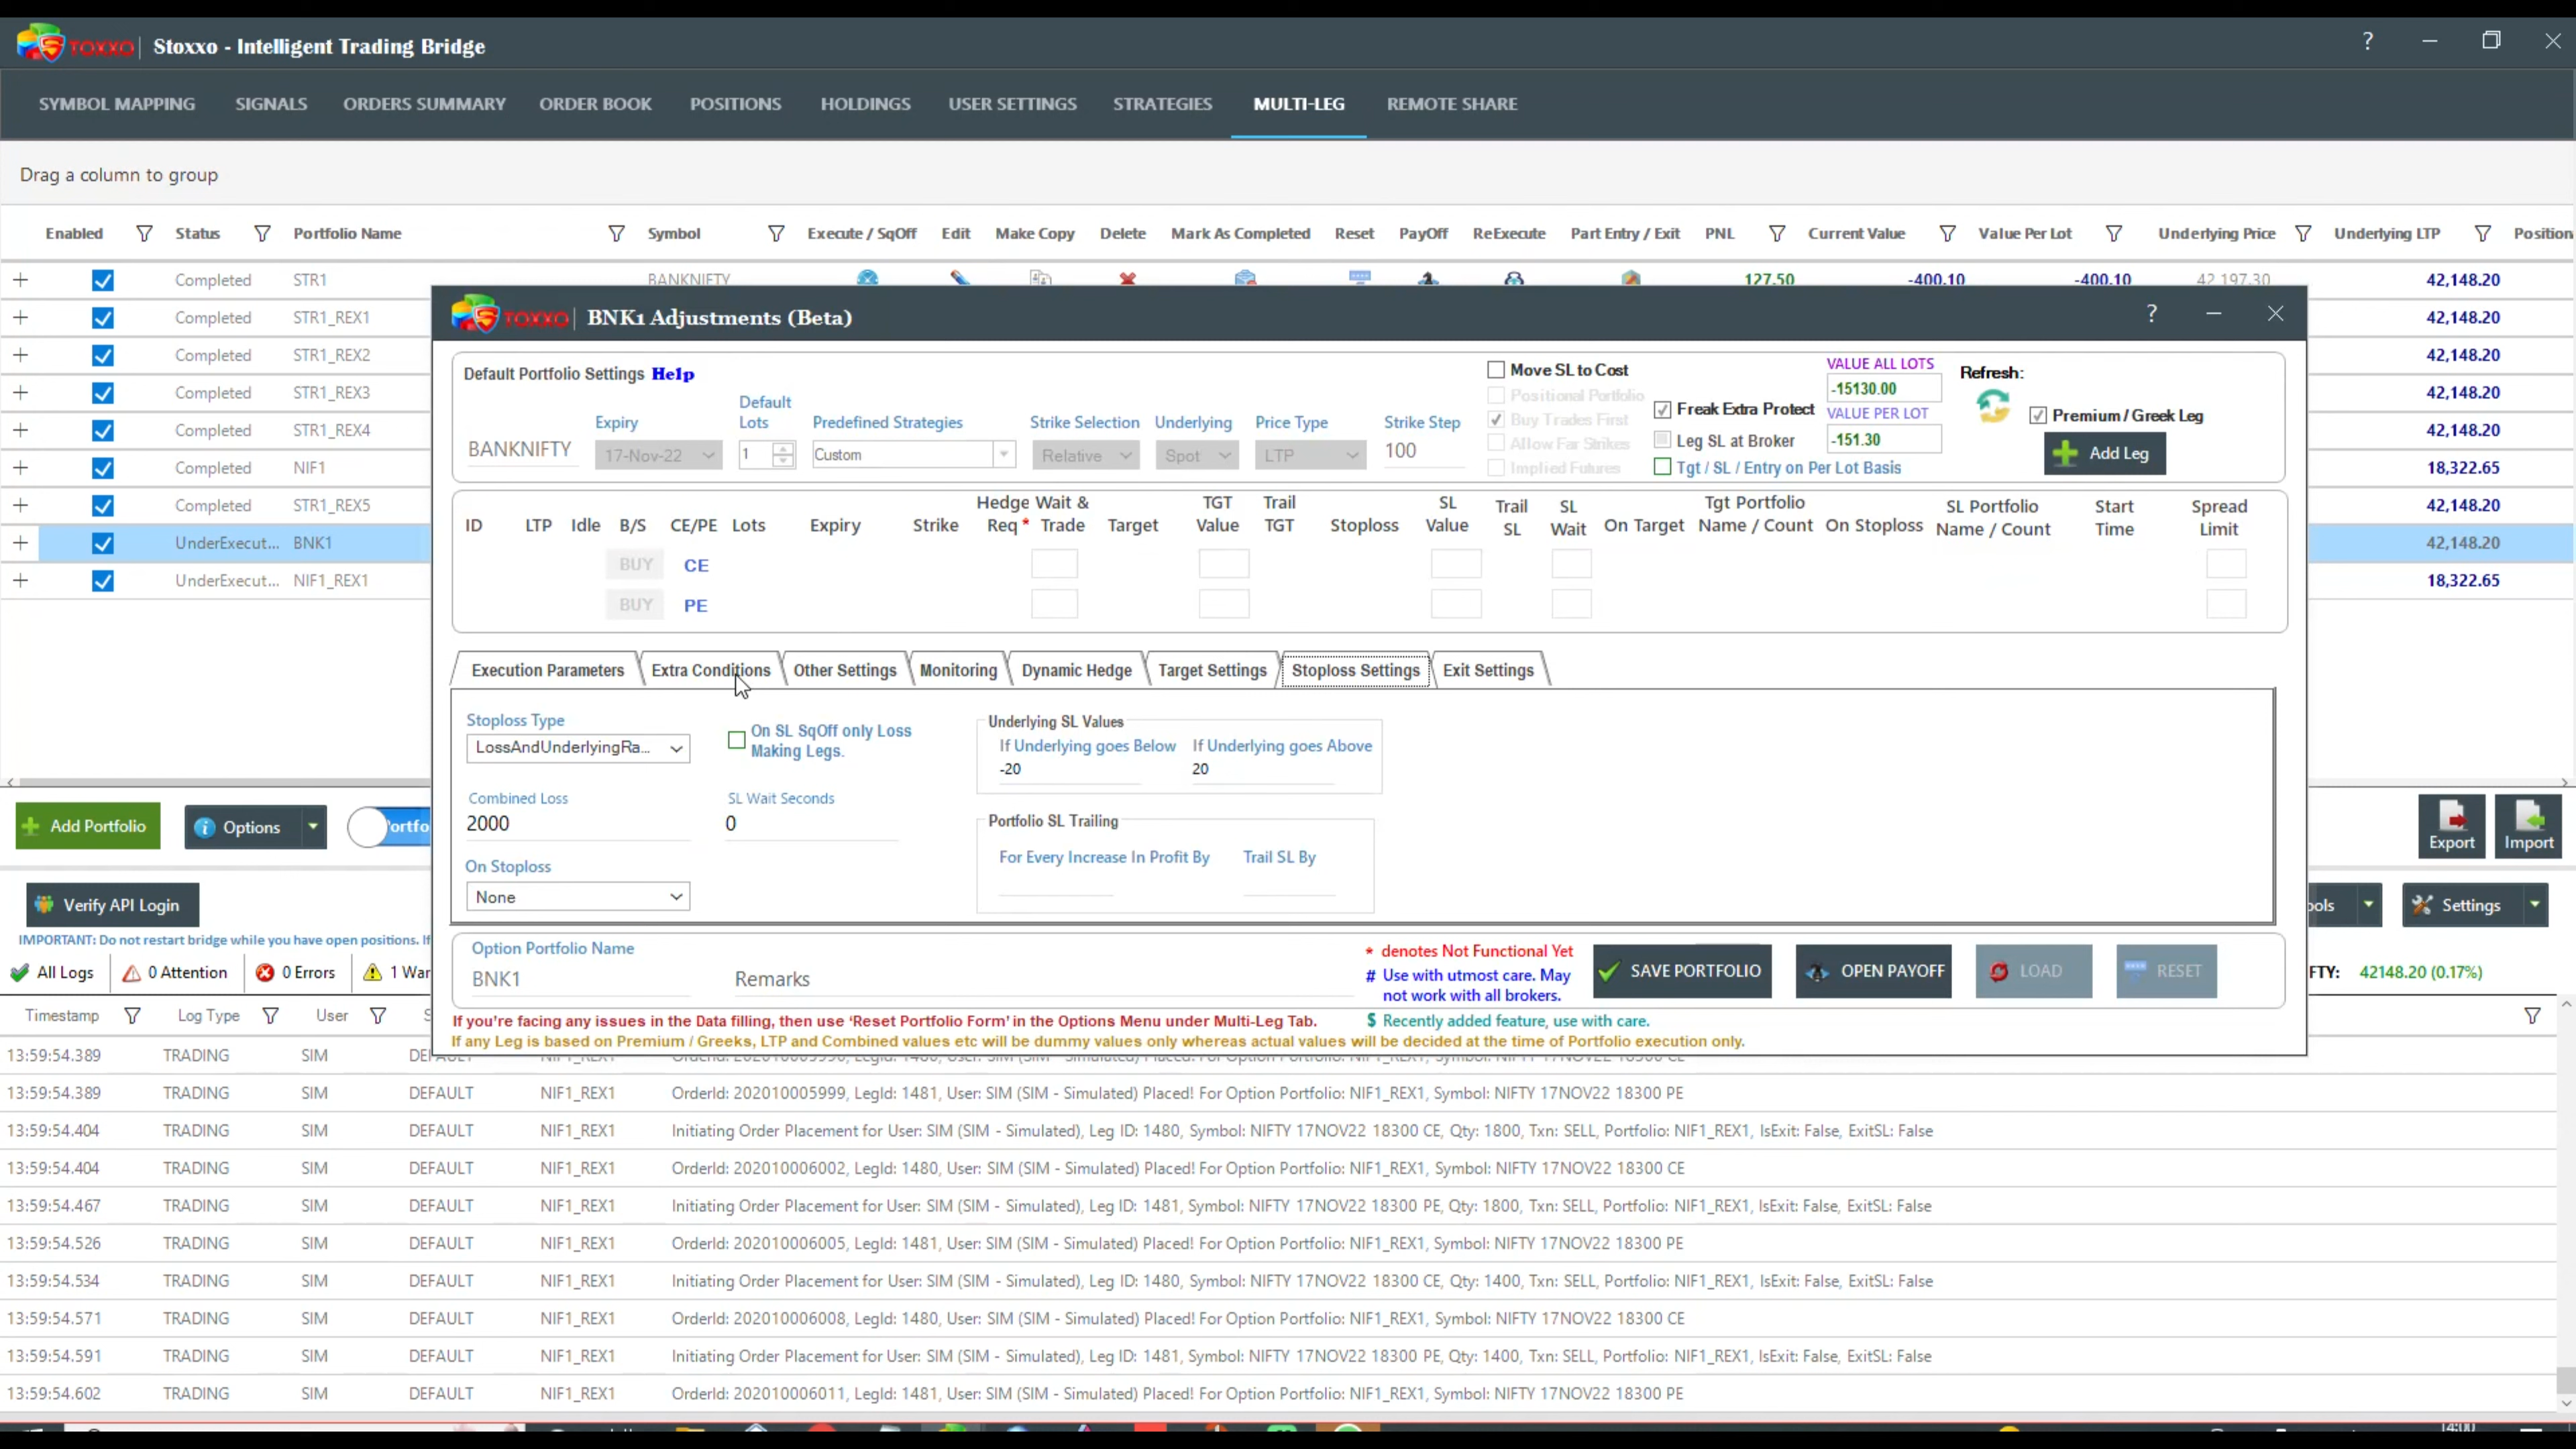 TOXXO
Stoxxo - Intelligent Trading Bridge
?
SYMBOL MAPPING SIGNALS ORDERS SUMMARY ORDER BOOK POSITIONS HOLDINGS USER SETTINGS STRATEGIES MULTI-LEG REMOTE SHARE
Drag a column to group
Enabled Status Portfolio Name Symbol Execute / SqOff Edit Make Copy Delete Mark As Completed Reset PayOff ReExecute Part Entry / Exit PNL Current Value Value Per Lot Underlying Price Underlying LTP Position
Completed STR1 BANKNIFTY 127.50 -400.10 -400.10 42,197.30 42,148.20
Completed STR1_REX1 42,148.20
Completed STR1_REX2 42,148.20
Completed STR1_REX3 42,148.20
Completed STR1_REX4 42,148.20
Completed NIF1 18,322.65
Completed STR1_REX5 42,148.20
UnderExecut... BNK1 42,148.20
UnderExecut... NIF1_REX1 18,322.65
TOXXO BNK1 Adjustments (Beta) ?
Default Portfolio Settings Help
Expiry Default Lots Predefined Strategies Strike Selection Underlying Price Type Strike Step
BANKNIFTY 17-Nov-22 1 Custom Relative Spot LTP 100
Move SL to Cost
Positional Portfolio
Buy Trades First
Allow Far Strikes
Implied Futures
Freak Extra Protect
Leg SL at Broker
Tgt / SL / Entry on Per Lot Basis
VALUE ALL LOTS
-15130.00
VALUE PER LOT
-151.30
Refresh:
Premium / Greek Leg
Add Leg
ID LTP Idle B/S CE/PE Lots Expiry Strike Hedge Req * Wait & Trade Target TGT Value Trail TGT Stoploss SL Value Trail SL SL Wait On Target Tgt Portfolio Name / Count On Stoploss SL Portfolio Name / Count Start Time Spread Limit
BUY CE
BUY PE
Execution Parameters Extra Conditions Other Settings Monitoring Dynamic Hedge Target Settings Stoploss Settings Exit Settings
Stoploss Type
LossAndUnderlyingRa...
On SL SqOff only Loss
Making Legs.
Underlying SL Values
If Underlying goes Below If Underlying goes Above
-20 20
Combined Loss SL Wait Seconds
2000 0
Portfolio SL Trailing
For Every Increase In Profit By Trail SL By
On Stoploss
None
Option Portfolio Name
BNK1 Remarks
* denotes Not Functional Yet
# Use with utmost care. May
not work with all brokers.
SAVE PORTFOLIO OPEN PAYOFF LOAD RESET
If you're facing any issues in the Data filling, then use 'Reset Portfolio Form' in the Options Menu under Multi-Leg Tab.
$ Recently added feature, use with care.
If any Leg is based on Premium / Greeks, LTP and Combined values etc will be dummy values only whereas actual values will be decided at the time of Portfolio execution only.
Add Portfolio Options Export Import
Verify API Login Settings
IMPORTANT: Do not restart bridge while you have open positions.
All Logs 0 Attention 0 Errors 42148.20 (0.17%)
Timestamp Log Type User
13:59:54.389 TRADING SIM
13:59:54.389 TRADING SIM DEFAULT NIF1_REX1 OrderId: 202010005999, LegId: 1481, User: SIM (SIM - Simulated) Placed! For Option Portfolio: NIF1_REX1, Symbol: NIFTY 17NOV22 18300 PE
13:59:54.404 TRADING SIM DEFAULT NIF1_REX1 Initiating Order Placement for User: SIM (SIM - Simulated), Leg ID: 1480, Symbol: NIFTY 17NOV22 18300 CE, Qty: 1800, Txn: SELL, Portfolio: NIF1_REX1, IsExit: False, ExitSL: False
13:59:54.404 TRADING SIM DEFAULT NIF1_REX1 OrderId: 202010006002, LegId: 1480, User: SIM (SIM - Simulated) Placed! For Option Portfolio: NIF1_REX1, Symbol: NIFTY 17NOV22 18300 CE
13:59:54.467 TRADING SIM DEFAULT NIF1_REX1 Initiating Order Placement for User: SIM (SIM - Simulated), Leg ID: 1481, Symbol: NIFTY 17NOV22 18300 PE, Qty: 1800, Txn: SELL, Portfolio: NIF1_REX1, IsExit: False, ExitSL: False
13:59:54.526 TRADING SIM DEFAULT NIF1_REX1 OrderId: 202010006005, LegId: 1481, User: SIM (SIM - Simulated) Placed! For Option Portfolio: NIF1_REX1, Symbol: NIFTY 17NOV22 18300 PE
13:59:54.534 TRADING SIM DEFAULT NIF1_REX1 Initiating Order Placement for User: SIM (SIM - Simulated), Leg ID: 1480, Symbol: NIFTY 17NOV22 18300 CE, Qty: 1400, Txn: SELL, Portfolio: NIF1_REX1, IsExit: False, ExitSL: False
13:59:54.571 TRADING SIM DEFAULT NIF1_REX1 OrderId: 202010006008, LegId: 1480, User: SIM (SIM - Simulated) Placed! For Option Portfolio: NIF1_REX1, Symbol: NIFTY 17NOV22 18300 CE
13:59:54.591 TRADING SIM DEFAULT NIF1_REX1 Initiating Order Placement for User: SIM (SIM - Simulated), Leg ID: 1481, Symbol: NIFTY 17NOV22 18300 PE, Qty: 1400, Txn: SELL, Portfolio: NIF1_REX1, IsExit: False, ExitSL: False
13:59:54.602 TRADING SIM DEFAULT NIF1_REX1 OrderId: 202010006011, LegId: 1481, User: SIM (SIM - Simulated) Placed! For Option Portfolio: NIF1_REX1, Symbol: NIFTY 17NOV22 18300 PE